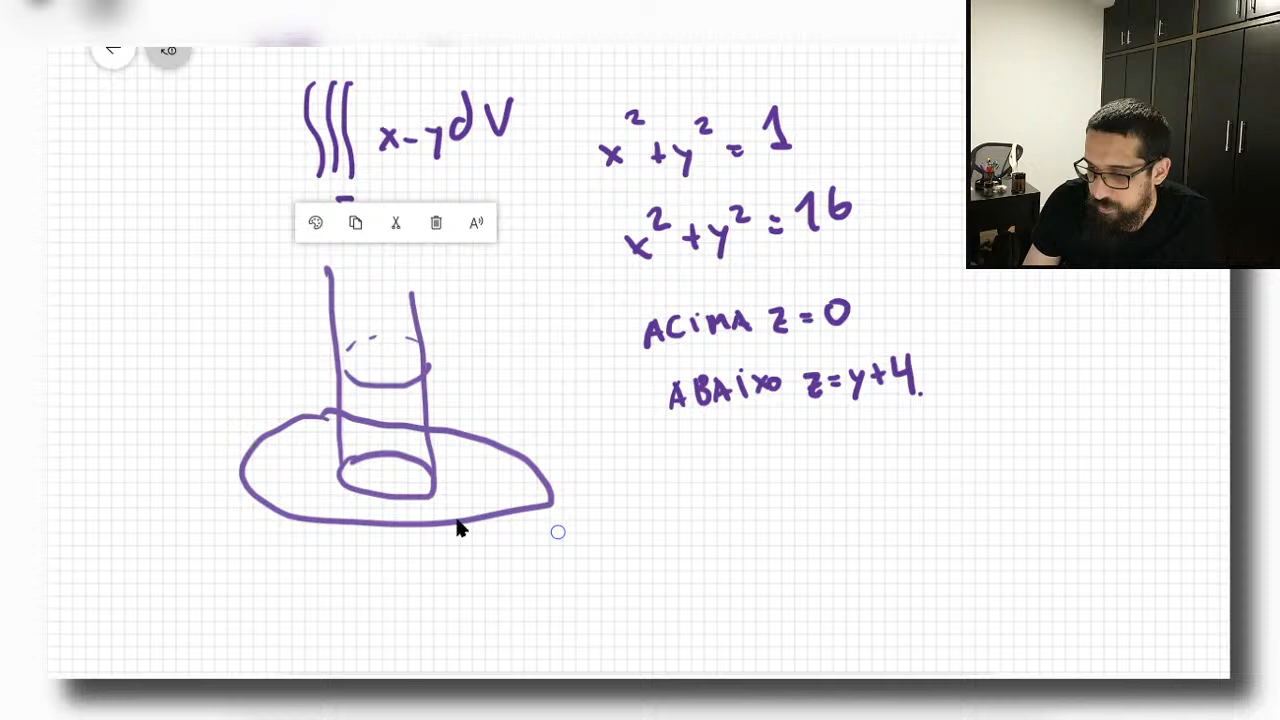 ∭ x-y dV
x²+y²=1
x²+y²=16
ACiMA z=0
ABAixo z=y+4.